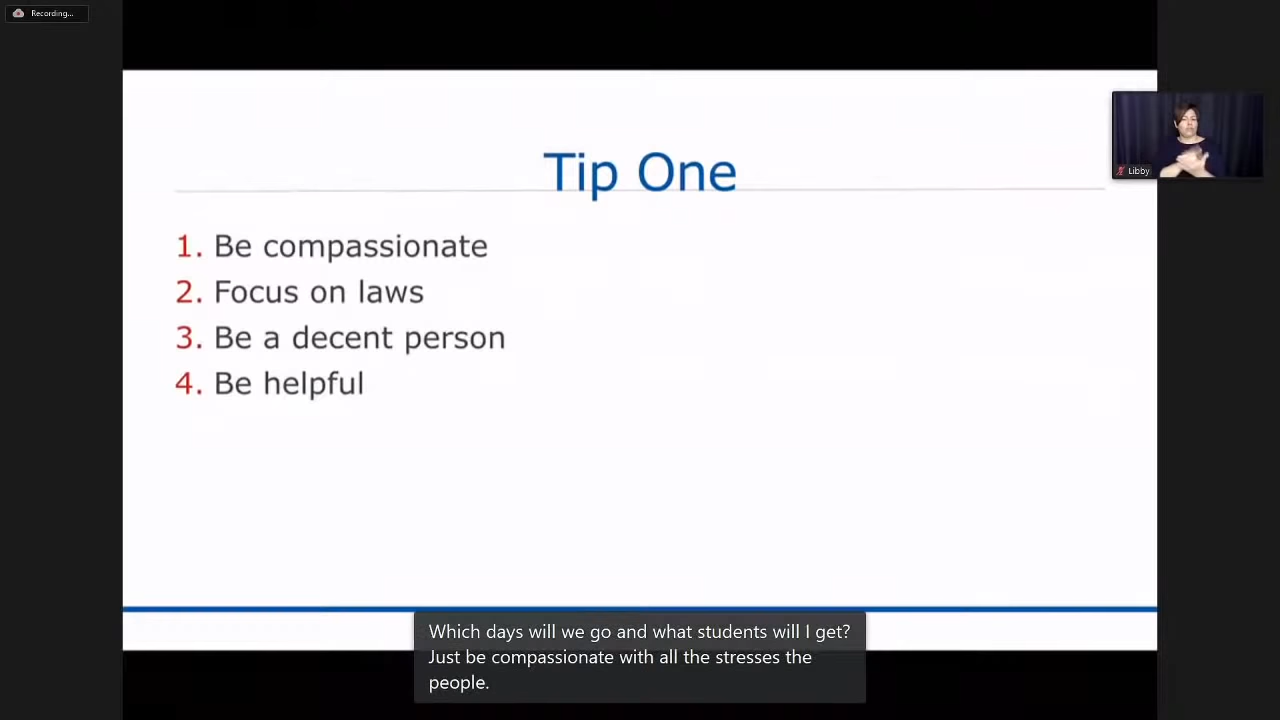 Recording...
Tip One
Libby
1. Be compassionate
2. Focus on laws
3. Be a decent person
4. Be helpful
Which days will we go and what students will I get?
Just be compassionate with all the stresses the
people.